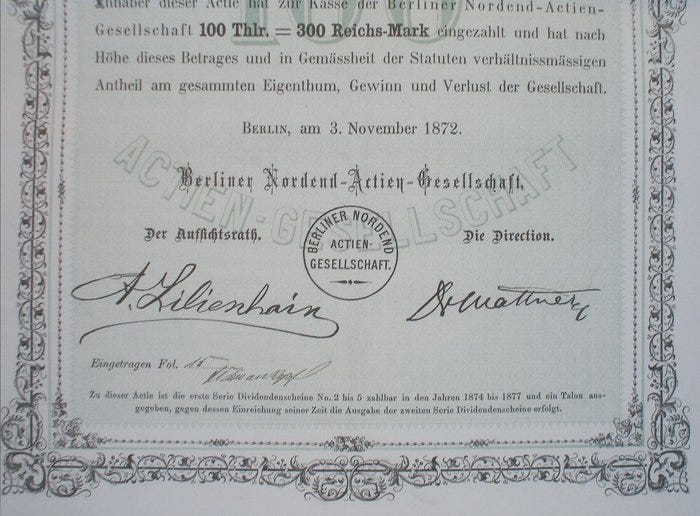 Inhaber dieser Actie hat zur Kasse der Berliner Nordend-Actien-
Gesellschaft 100 Thlr. = 300 Reichs-Mark eingezahlt und hat nach
Höhe dieses Betrages und in Gemässheit der Statuten verhältnissmässigen
Antheil am gesammten Eigenthum, Gewinn und Verlust der Gesellschaft.
BERLIN, am 3. November 1872.
ACTIEN-GESELLSCHAFT
Berliner Nordend-Actien-Gesellschaft.
Der Aufsichtsrath.
BERLINER NORDEND
ACTIEN-
GESELLSCHAFT.
Die Direction.
A. Lilienhain
Eingetragen Fol. 15
Zu dieser Actie ist die erste Serie Dividendenscheine No. 2 bis 5 zahlbar in den Jahren 1874 bis 1877 und ein Talon aus-
gegeben, gegen dessen Einreichung seiner Zeit die Ausgabe der zweiten Serie Dividendenscheine erfolgt.